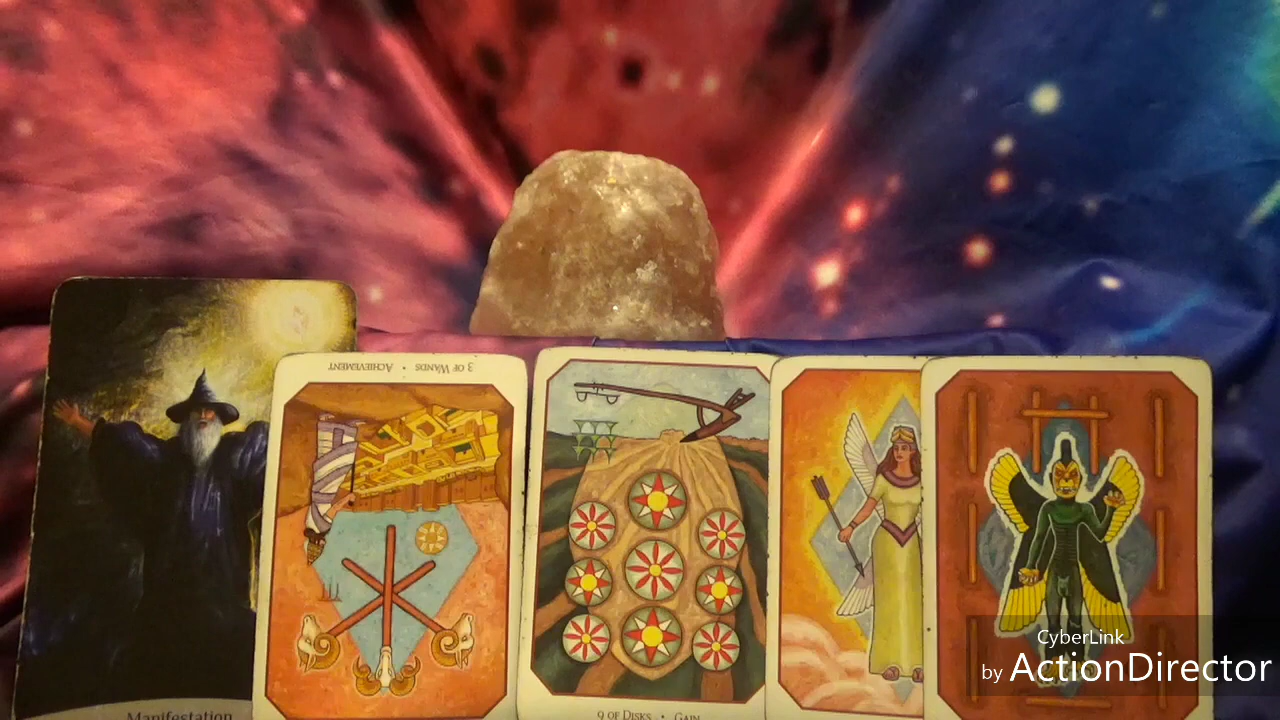 3 OF WANDS • ACHIEVEMENT
9 OF DISKS • GAIN
Manifestation
CyberLink
by ActionDirector